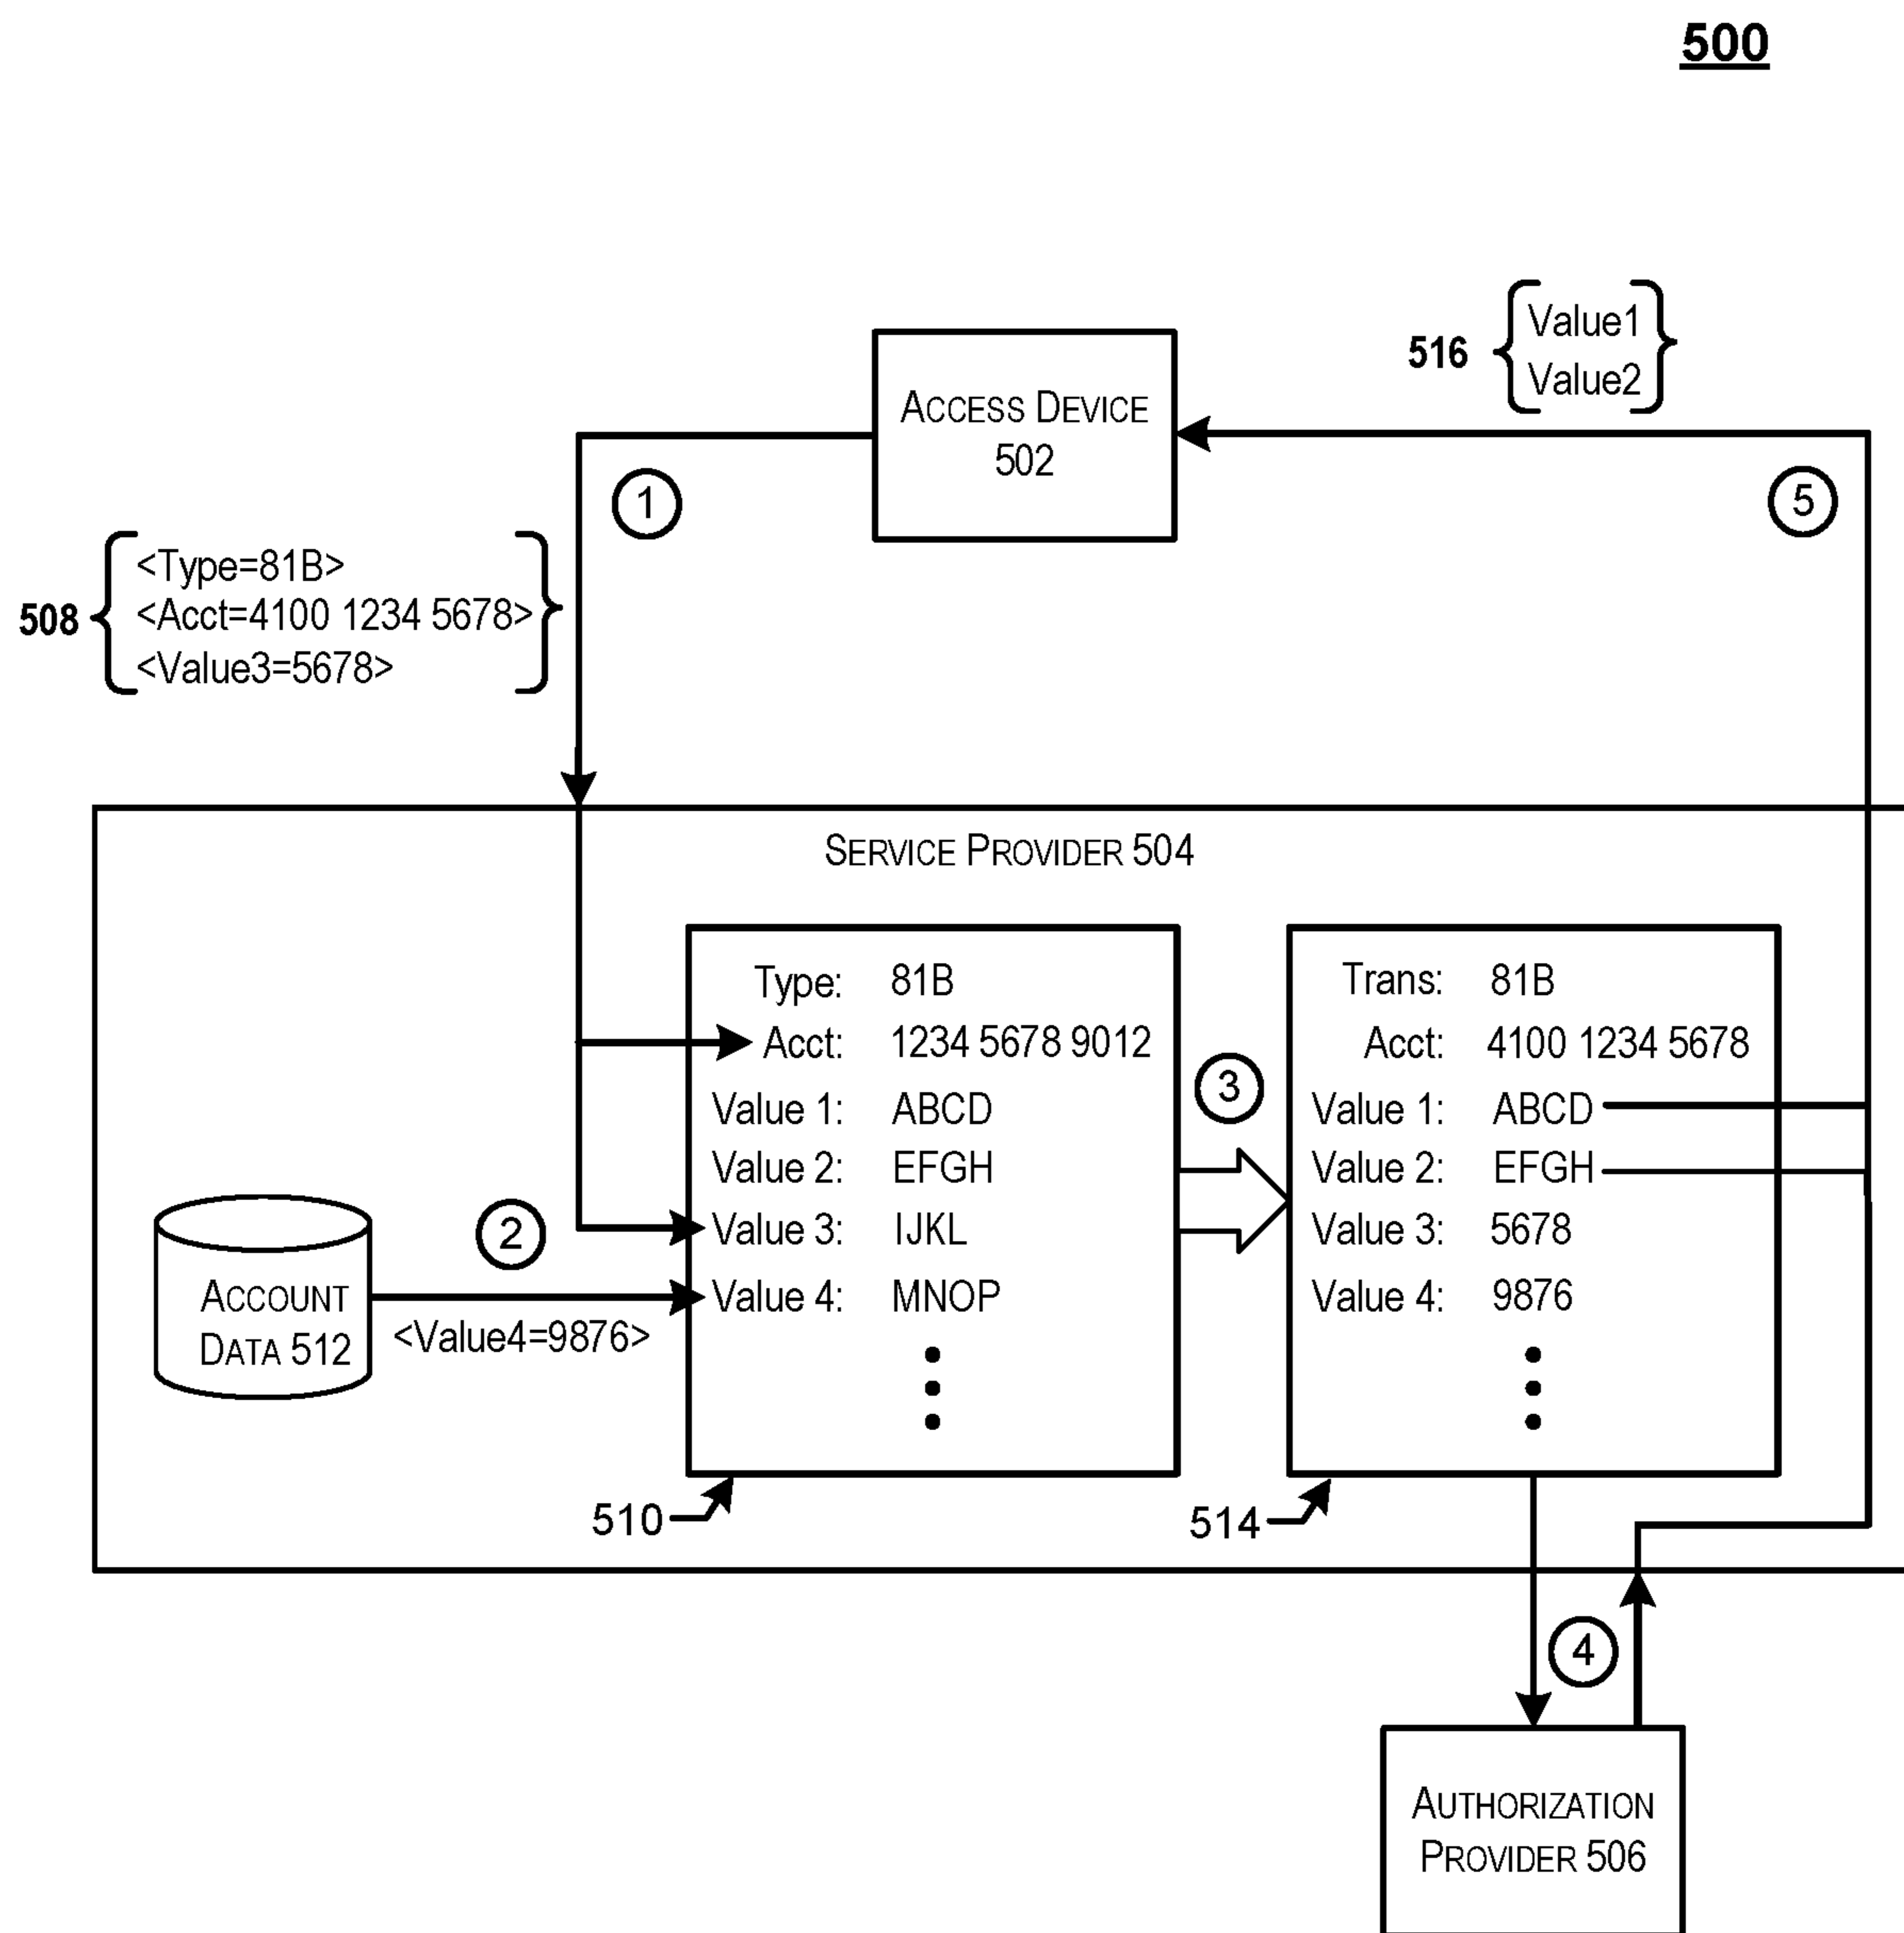 500
516
Value1
Value2
ACCESS DEVICE
502
1
5
508
<Type=81B>
<Acct=4100 1234 5678>
<Value3=5678>
SERVICE PROVIDER 504
Type: 81B
Acct: 1234 5678 9012
Value 1: ABCD
Value 2: EFGH
Value 3: IJKL
Value 4: MNOP
3
Trans: 81B
Acct: 4100 1234 5678
Value 1: ABCD
Value 2: EFGH
Value 3: 5678
Value 4: 9876
2
ACCOUNT
DATA 512
<Value4=9876>
510
514
4
AUTHORIZATION
PROVIDER 506